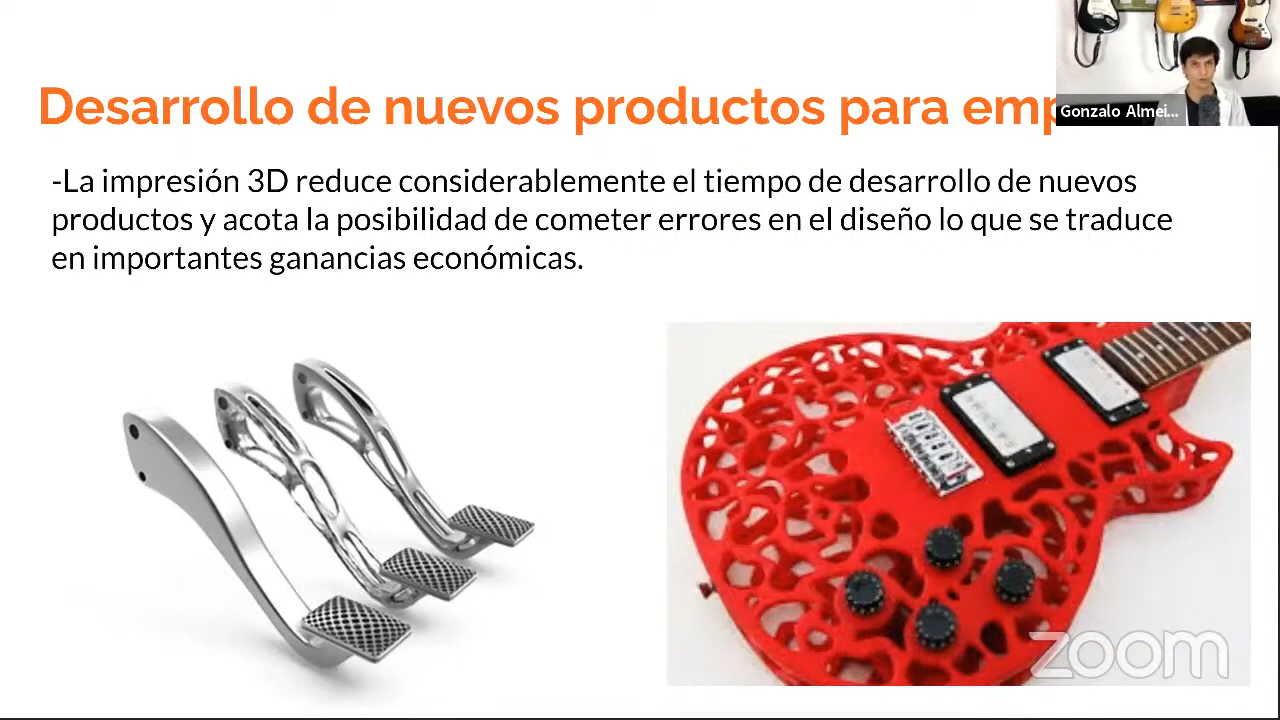 Desarrollo de nuevos productos para emp
Gonzalo Almei...
-La impresión 3D reduce considerablemente el tiempo de desarrollo de nuevos
productos y acota la posibilidad de cometer errores en el diseño lo que se traduce
en importantes ganancias económicas.
zoom